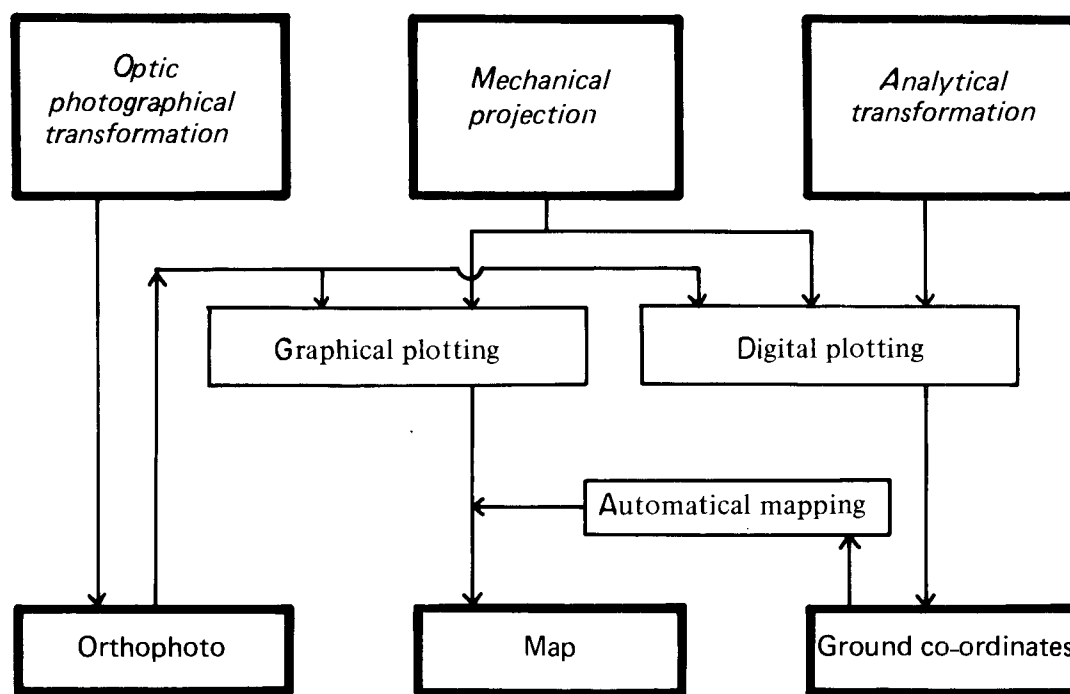 Optic
photographical
transformation
Mechanical
projection
Analytical
transformation
Graphical plotting
Digital plotting
Automatical mapping
Orthophoto
Map
Ground co-ordinates